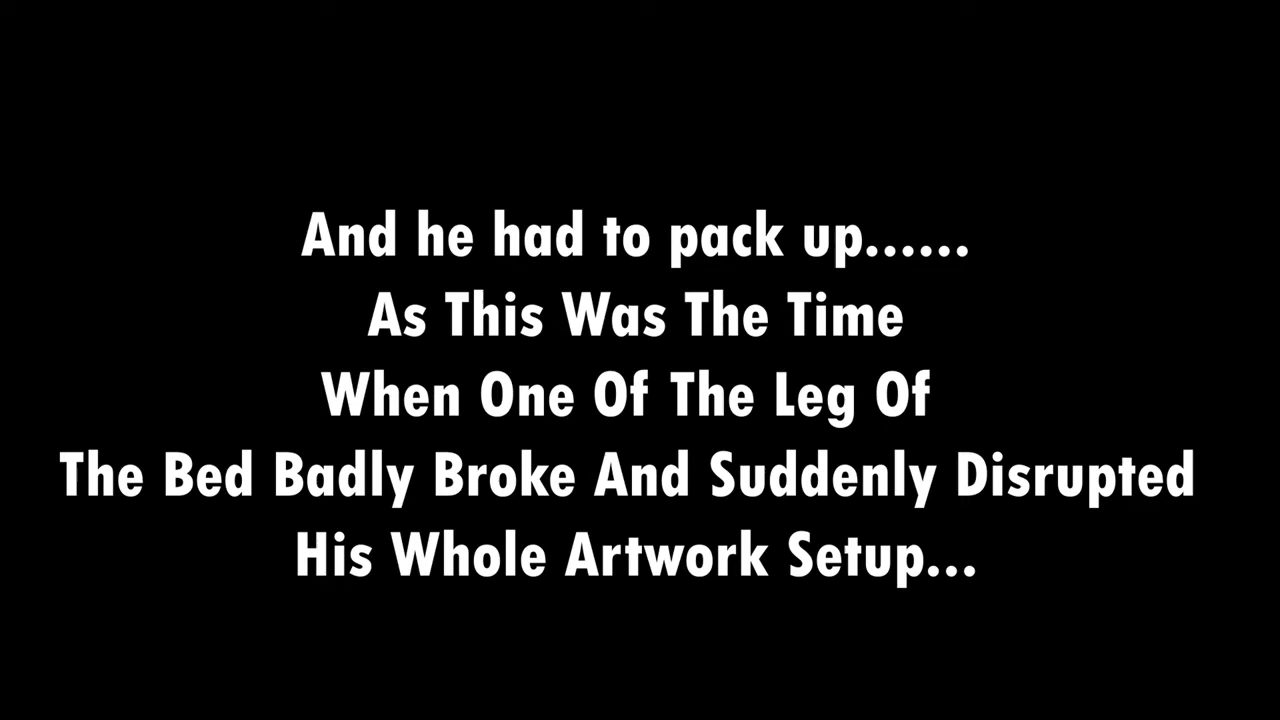 And he had to pack up......
As This Was The Time
When One Of The Leg Of
The Bed Badly Broke And Suddenly Disrupted
His Whole Artwork Setup...